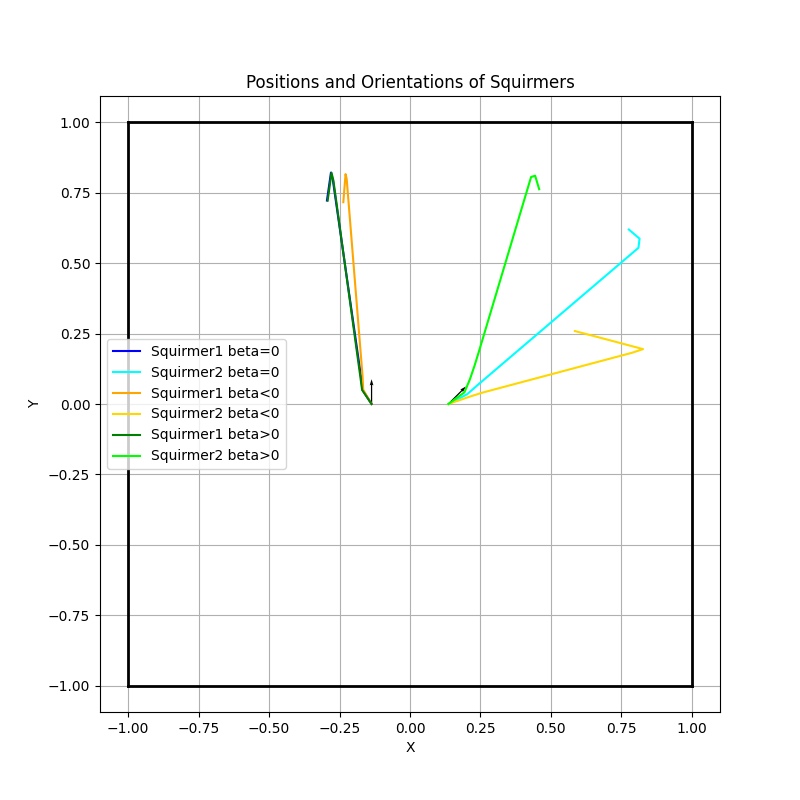 Positions and Orientations of Squirmers
Y
1.00
0.75
0.50
0.25
0.00
−0.25
−0.50
−0.75
−1.00
Squirmer1 beta=0
Squirmer2 beta=0
Squirmer1 beta<0
Squirmer2 beta<0
Squirmer1 beta>0
Squirmer2 beta>0
−1.00 −0.75 −0.50 −0.25 0.00 0.25 0.50 0.75 1.00
X